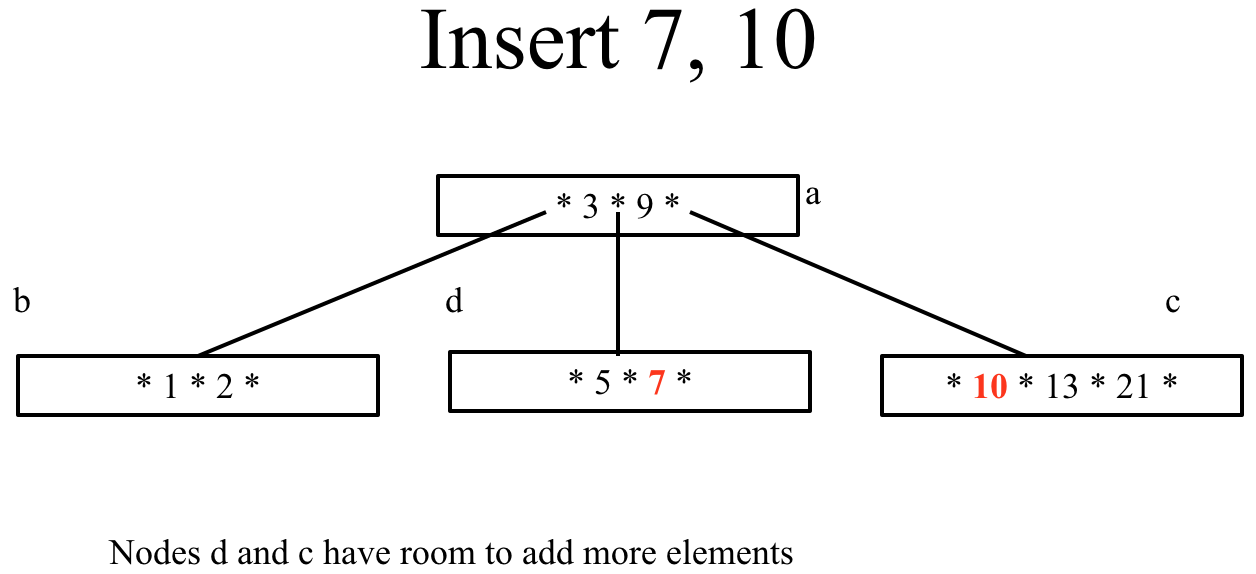 Insert 7, 10
* 3 * 9 *
a
b
d
c
* 1 * 2 *
* 5 * 7 *
* 10 * 13 * 21 *
Nodes d and c have room to add more elements